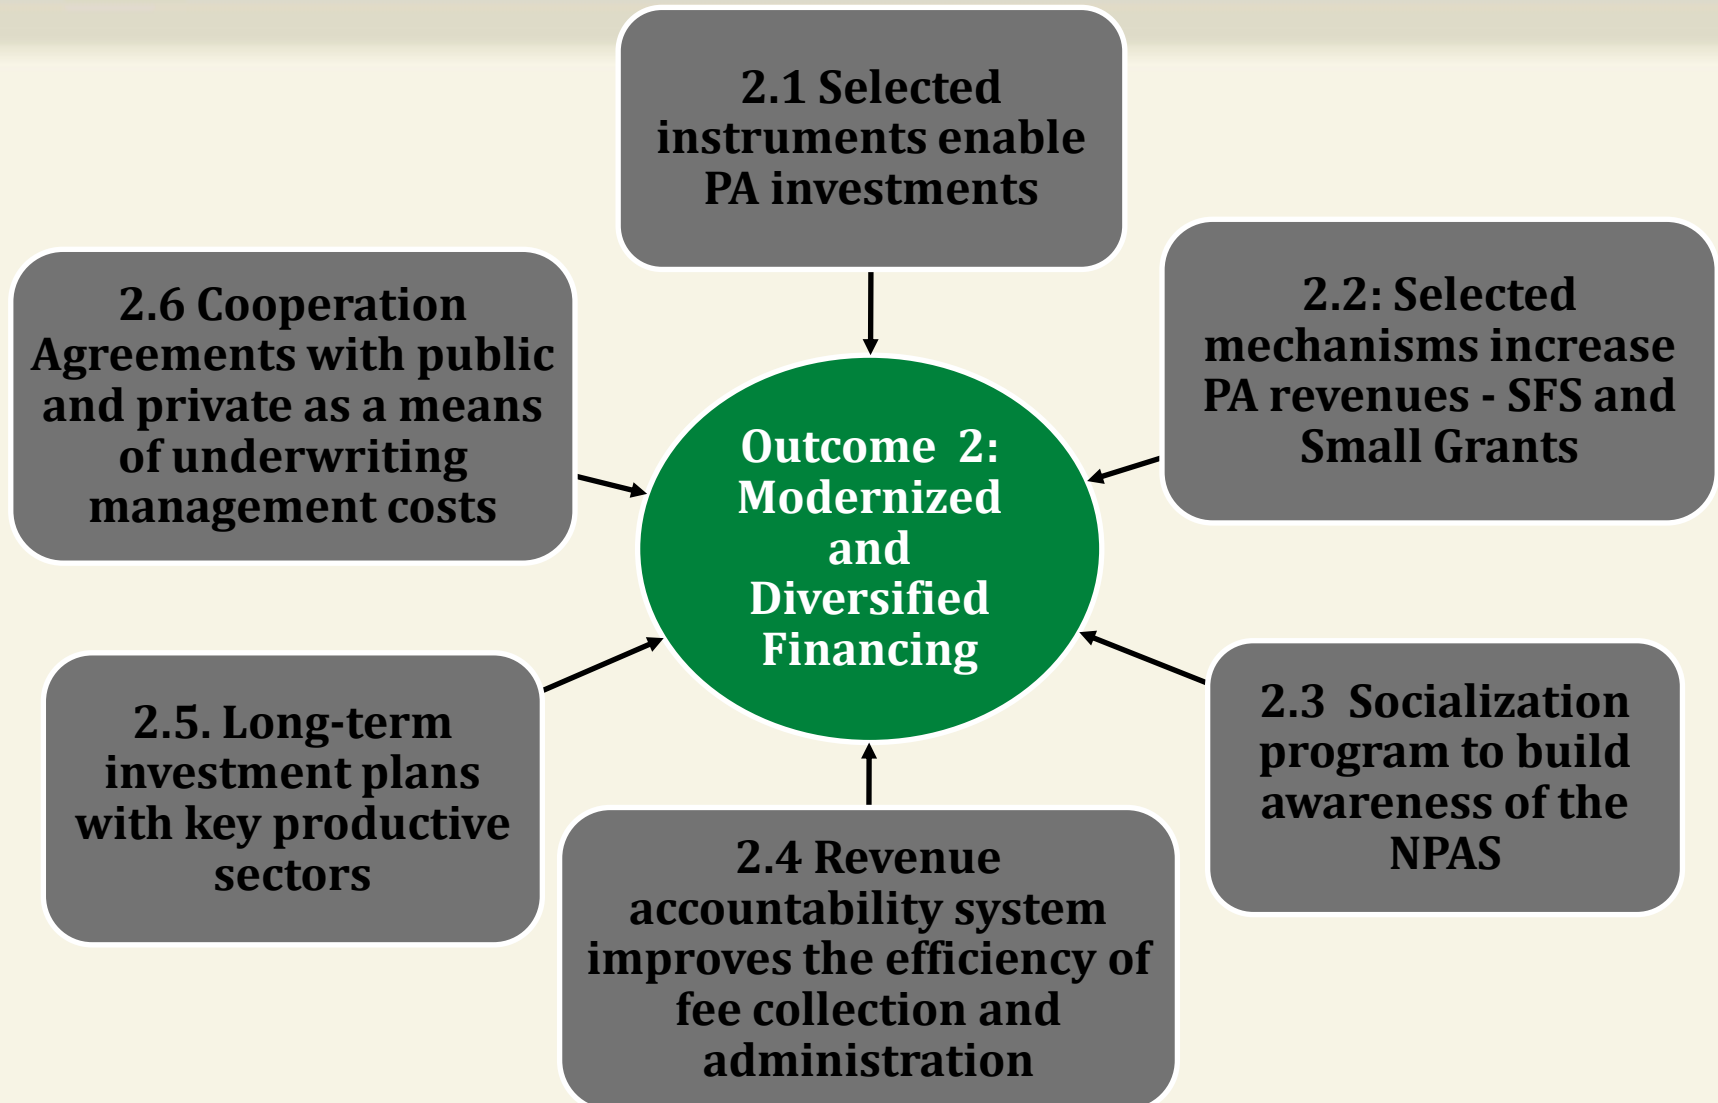 2.1 Selected
instruments enable
PA investments
2.2: Selected
mechanisms increase
PA revenues - SFS and
Small Grants
2.3  Socialization
program to build
awareness of the
NPAS
2.4 Revenue
accountability system
improves the efficiency of
fee collection and
administration
2.5. Long-term
investment plans
with key productive
sectors
2.6 Cooperation
Agreements with public
and private as a means
of underwriting
management costs
Outcome  2:
Modernized
and
Diversified
Financing